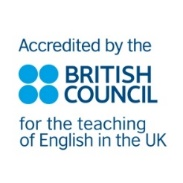 Accredited by the
BRITISH
COUNCIL
for the teaching
of English in the UK